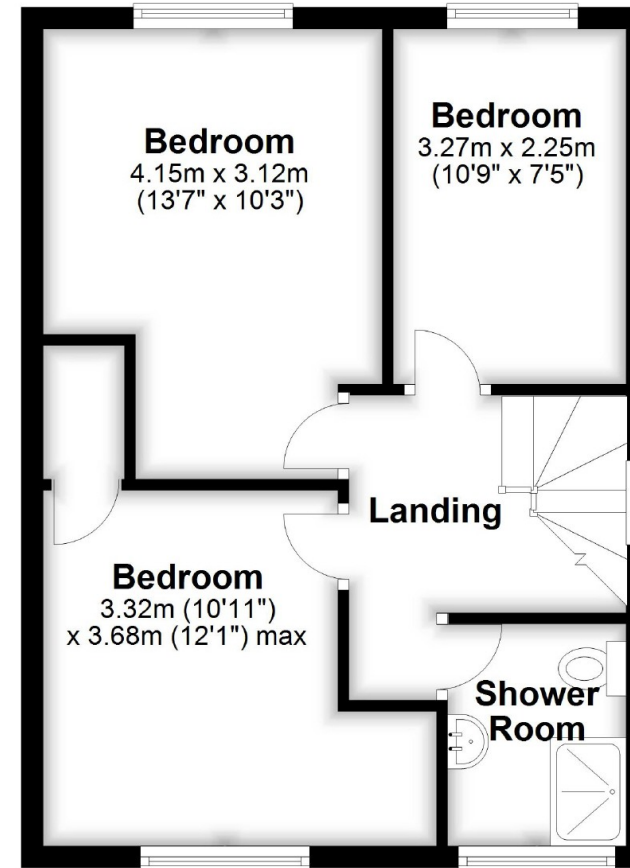 Bedroom
4.15m x 3.12m
(13'7" x 10'3")
Bedroom
3.27m x 2.25m
(10'9" x 7'5")
Landing
Bedroom
3.32m (10'11")
x 3.68m (12'1") max
Shower
Room